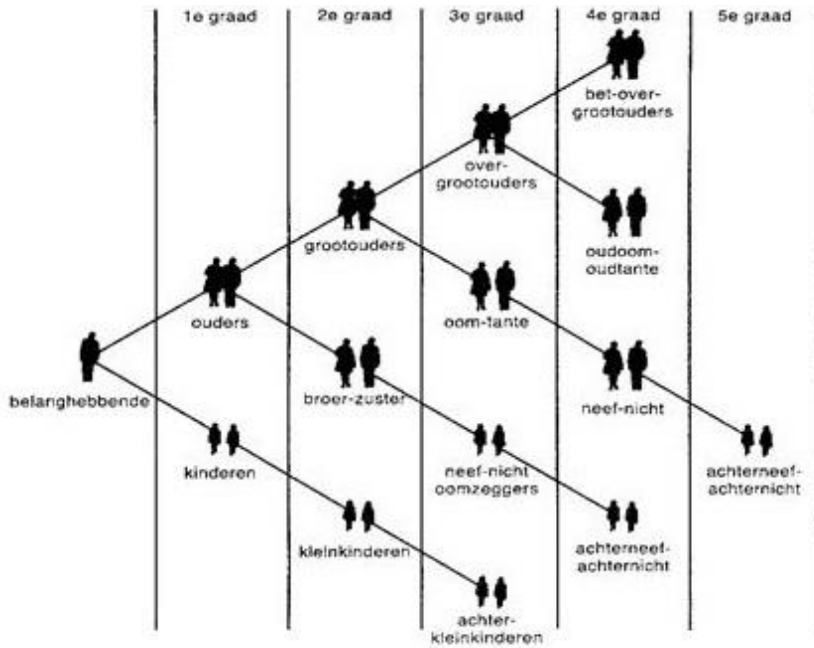 1e graad 2e graad 3e graad 4e graad 5e graad
bet-over-
grootouders
over-
grootouders
grootouders
oudoom-
oudtante
ouders
oom-tante
belanghebbende
broer-zuster
neef-nicht
kinderen
neef-nicht
oomzeggers
achterneef-
achternicht
kleinkinderen
achterneef-
achternicht
achter-
kleinkinderen